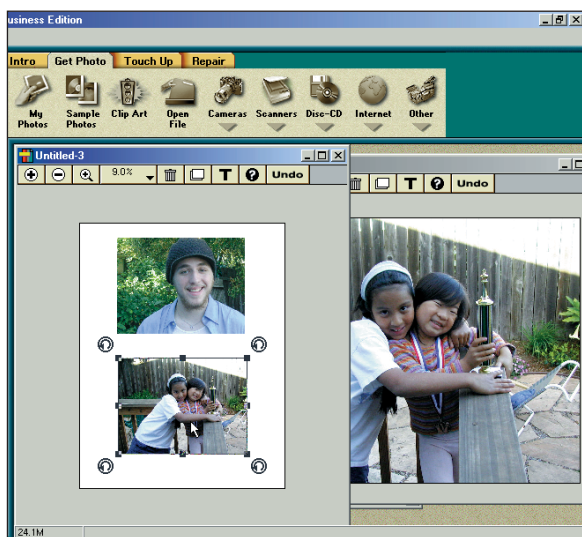 usiness Edition
Intro Get Photo Touch Up Repair
My Photos Sample Photos Clip Art Open File Cameras Scanners Disc-CD Internet Other
Untitled-3
9.0% T ? Undo
T ? Undo
24.1M